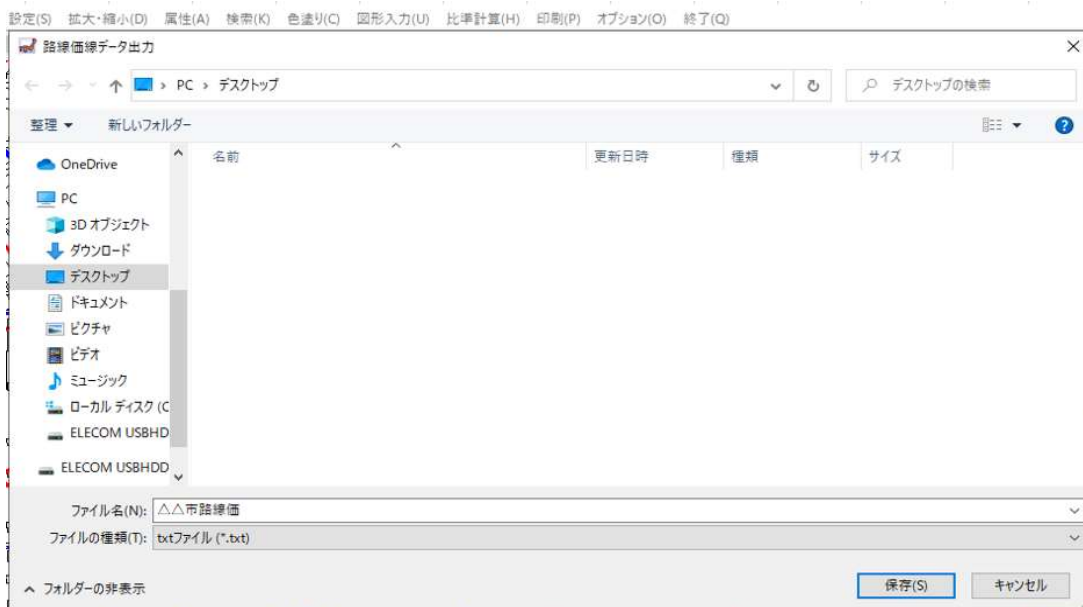 設定(S) 拡大・縮小(D) 属性(A) 検索(K) 色塗り(C) 図形入力(U) 比準計算(H) 印刷(P) オプション(O) 終了(Q)
路線価線データ出力
PC › デスクトップ
デスクトップの検索
整理 新しいフォルダー
名前 更新日時 種類 サイズ
OneDrive
PC
3D オブジェクト
ダウンロード
デスクトップ
ドキュメント
ピクチャ
ビデオ
ミュージック
ローカル ディスク (C
ELECOM USBHD
ELECOM USBHDD
ファイル名(N): △△市路線価
ファイルの種類(T): txtファイル (*.txt)
フォルダーの非表示 保存(S) キャンセル